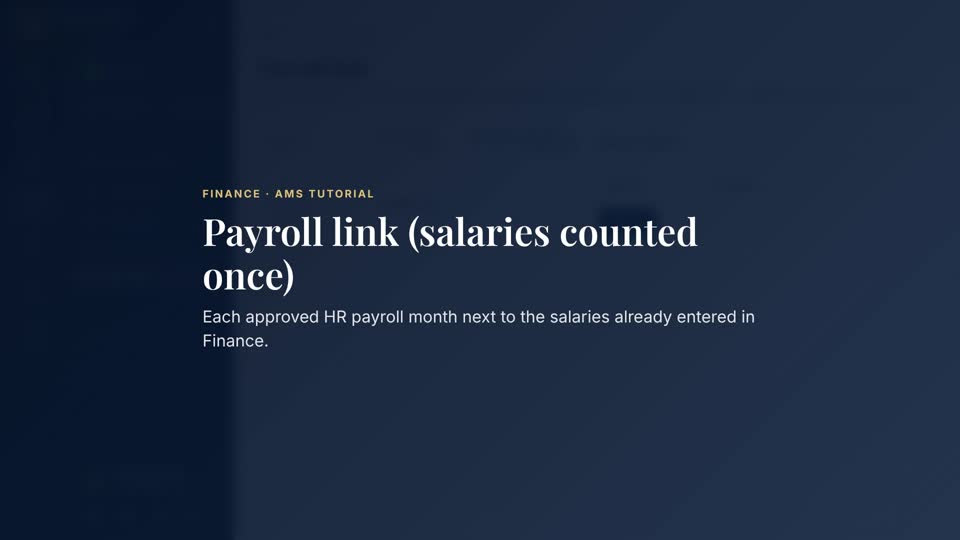 FINANCE · AMS TUTORIAL
Payroll link (salaries counted
once)
Each approved HR payroll month next to the salaries already entered in
Finance.